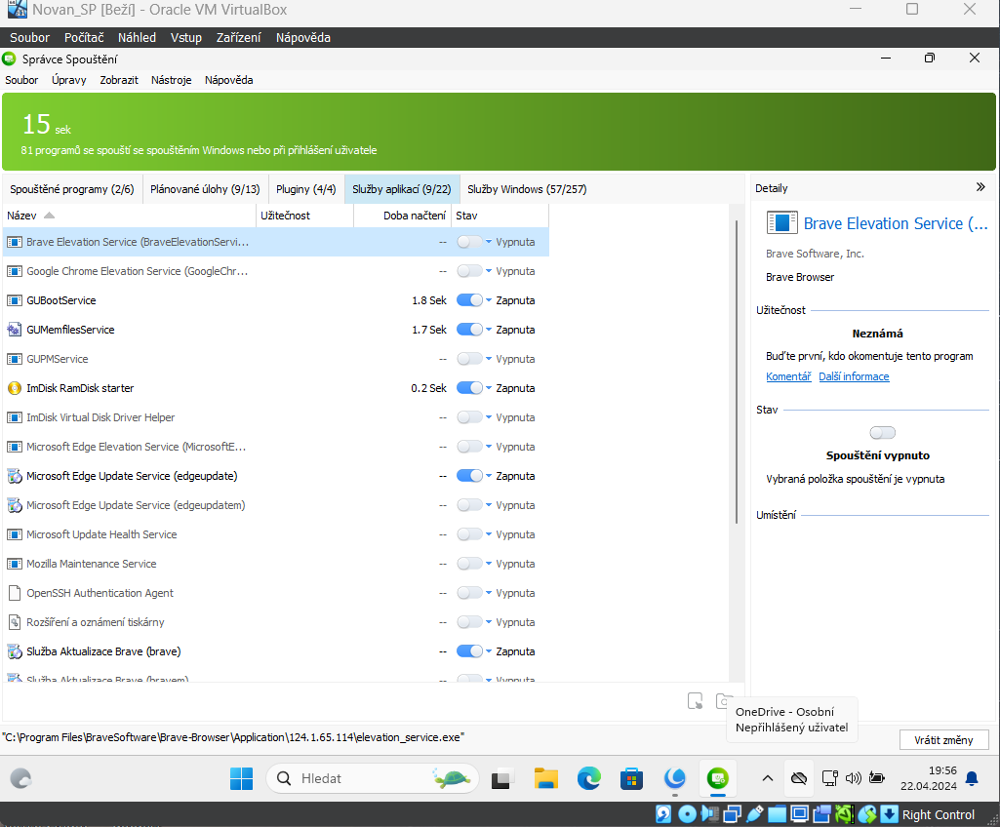 Novan_SP [Beží] - Oracle VM VirtualBox
Soubor Počítač Náhled Vstup Zařízení Nápověda
Správce Spouštění
Soubor Úpravy Zobrazit Nástroje Nápověda
15 sek
81 programů se spouští se spouštěním Windows nebo při přihlášení uživatele
Spouštěné programy (2/6) Plánované úlohy (9/13) Pluginy (4/4) Služby aplikací (9/22) Služby Windows (57/257)
Název Užitečnost Doba načtení Stav
Brave Elevation Service (BraveElevationServi... -- Vypnuta
Google Chrome Elevation Service (GoogleChr... -- Vypnuta
GUBootService 1.8 Sek Zapnuta
GUMemfilesService 1.7 Sek Zapnuta
GUPMService -- Vypnuta
ImDisk RamDisk starter 0.2 Sek Zapnuta
ImDisk Virtual Disk Driver Helper -- Vypnuta
Microsoft Edge Elevation Service (MicrosoftE... -- Vypnuta
Microsoft Edge Update Service (edgeupdate) -- Zapnuta
Microsoft Edge Update Service (edgeupdatem) -- Vypnuta
Microsoft Update Health Service -- Vypnuta
Mozilla Maintenance Service -- Vypnuta
OpenSSH Authentication Agent -- Vypnuta
Rozšíření a oznámení tiskárny -- Vypnuta
Služba Aktualizace Brave (brave) -- Zapnuta
Služba Aktualizace Brave (bravem) -- Vypnuta
Detaily
Brave Elevation Service (...
Brave Software, Inc.
Brave Browser
Užitečnost
Neznámá
Buďte první, kdo okomentuje tento program
Komentář Další informace
Stav
Spouštění vypnuto
Vybraná položka spouštění je vypnuta
Umístění
OneDrive - Osobní
Nepřihlášený uživatel
"C:\Program Files\BraveSoftware\Brave-Browser\Application\124.1.65.114\elevation_service.exe"
Vrátit změny
Hledat
19:56
22.04.2024
Right Control